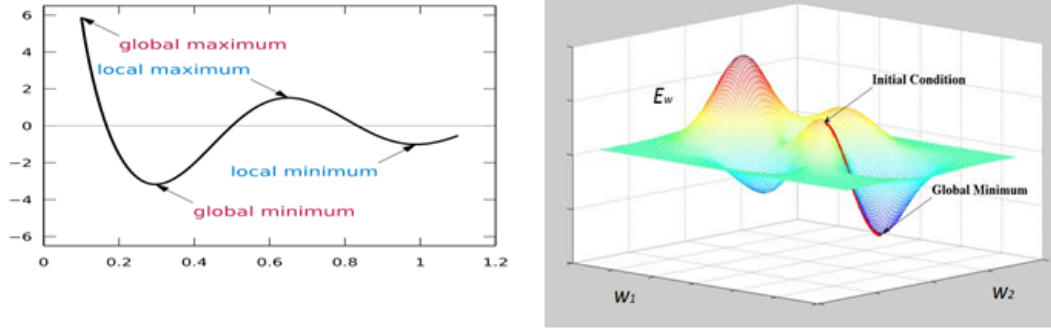 6
global maximum
4
local maximum
2
0
−2
local minimum
−4
global minimum
−6
0
0.2
0.4
0.6
0.8
1
1.2
Initial Condition
Ew
Global Minimum
W1
W2